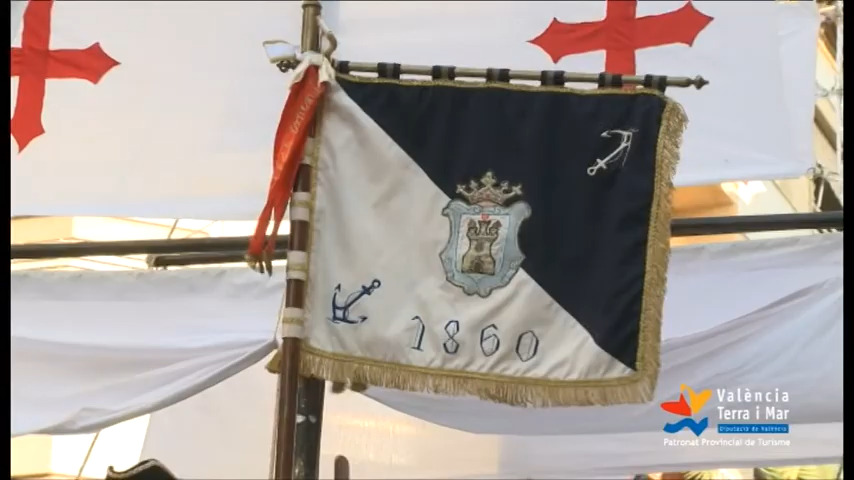 1860
València
Terra i Mar
Diputació de València
Patronat Provincial de Turisme